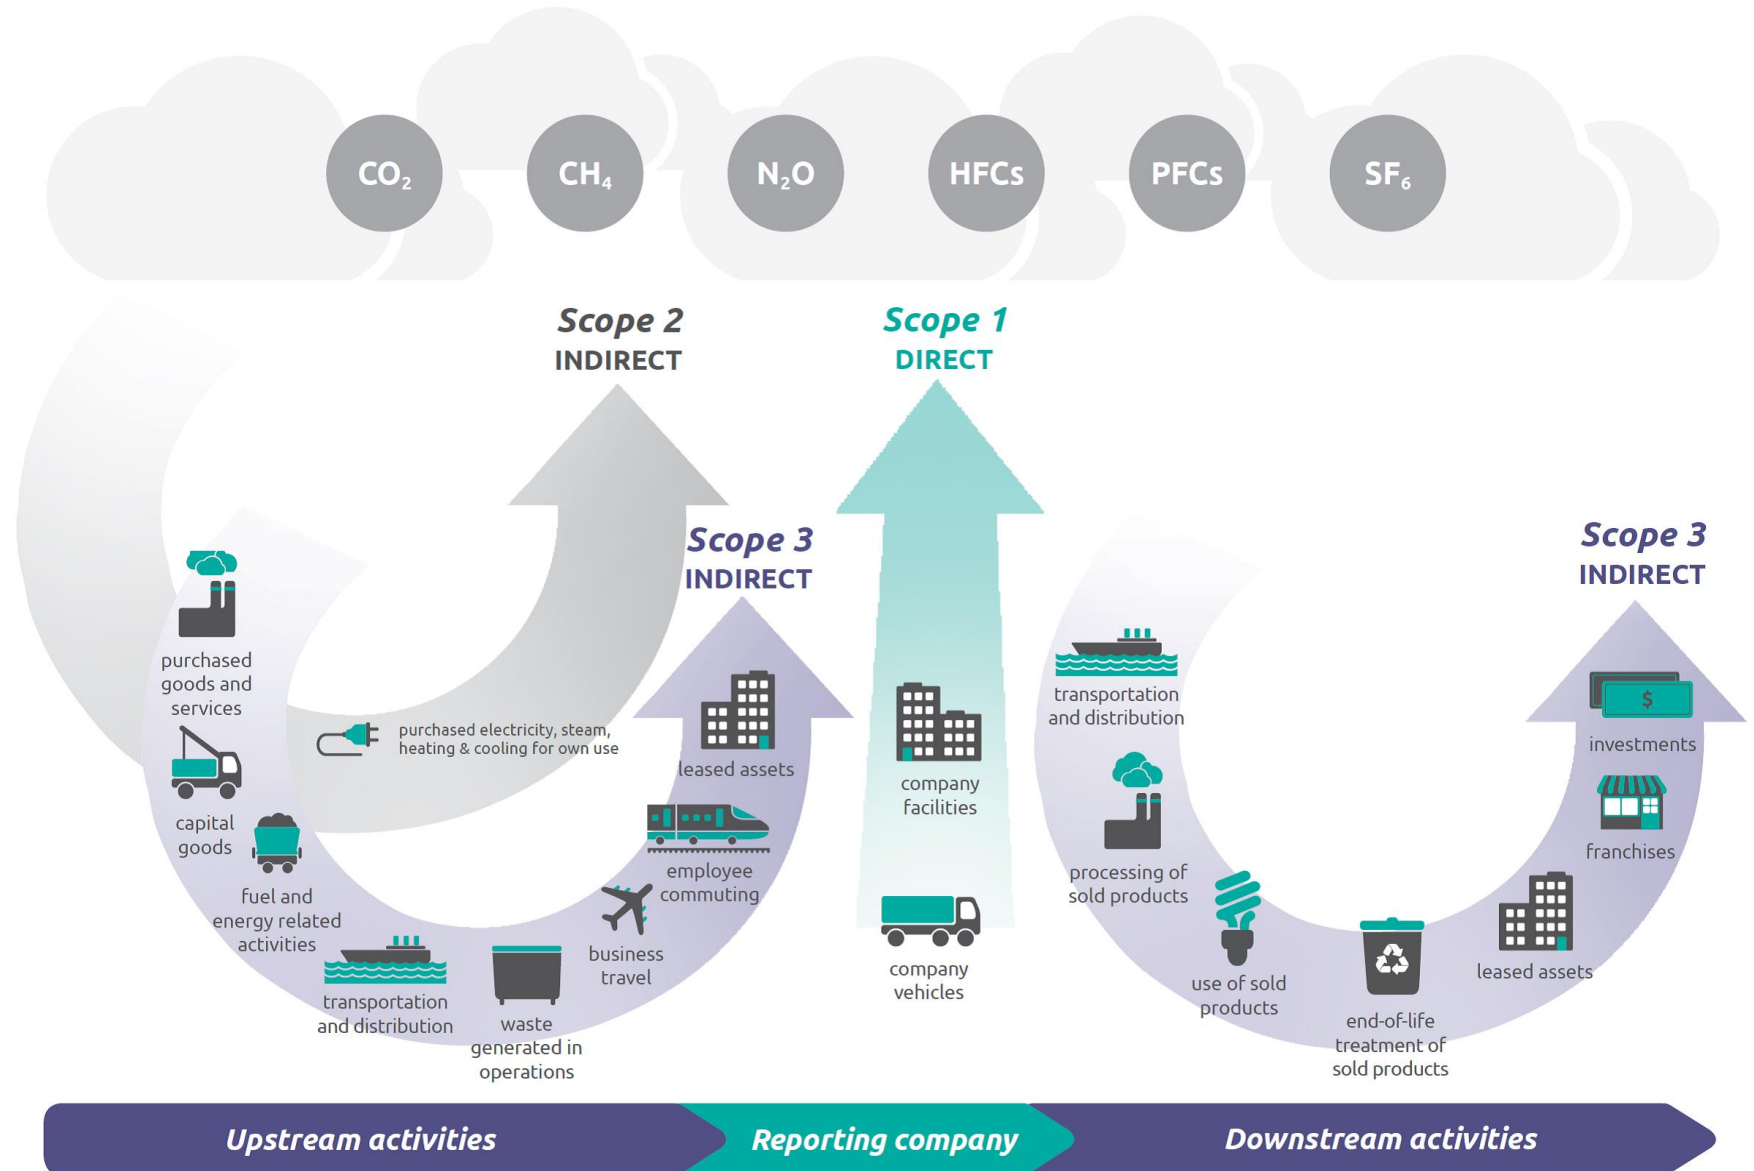 CO₂
CH₄
N₂O
HFCs
PFCs
SF₆
Scope 2
INDIRECT
Scope 1
DIRECT
Scope 3
INDIRECT
Scope 3
INDIRECT
purchased
goods and
services
capital
goods
fuel and
energy related
activities
purchased electricity, steam,
heating & cooling for own use
transportation
and distribution
waste
generated in
operations
business
travel
employee
commuting
leased assets
company
facilities
company
vehicles
transportation
and distribution
processing of
sold products
use of sold
products
end-of-life
treatment of
sold products
leased assets
franchises
investments
$
Upstream activities
Reporting company
Downstream activities